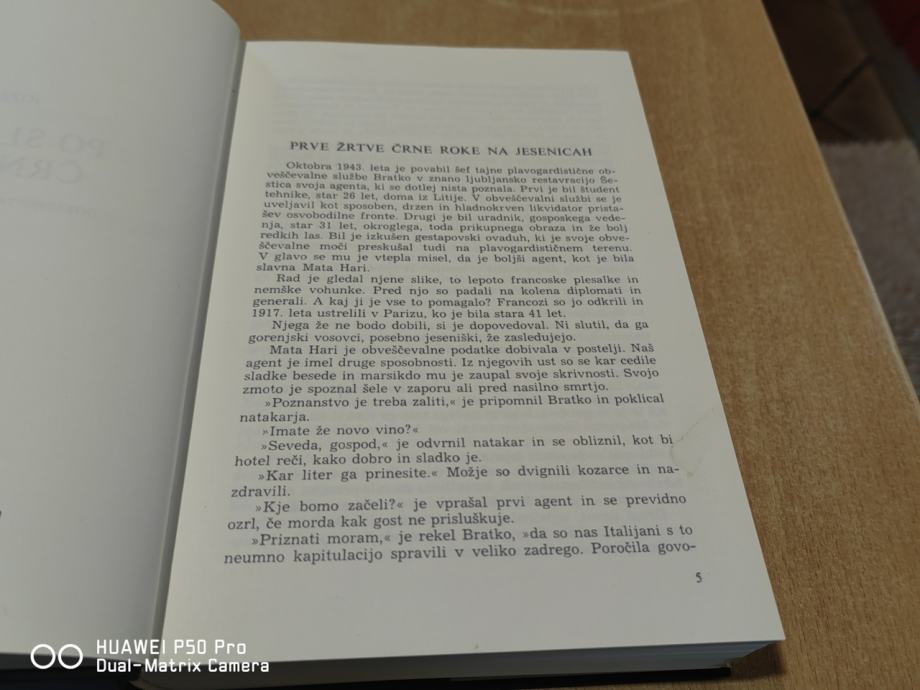 PRVE ŽRTVE ČRNE ROKE NA JESENICAH
Oktobra 1943. leta je povabil šef tajne plavogardistične ob-
veščevalne službe Bratko v znano ljubljansko restavracijo Še-
stica svoja agenta, ki se dotlej nista poznala. Prvi je bil študent
tehnike, star 26 let, doma iz Litije. V obveščevalni službi se je
uveljavil kot sposoben, drzen in hladnokrven likvidator prista-
šev osvobodilne fronte. Drugi je bil uradnik, gosposkega vede-
nja, star 31 let, okroglega, toda prikupnega obraza in že bolj
redkih las. Bil je izkušen gestapovski ovaduh, ki je svoje obve-
ščevalne moči preskušal tudi na plavogardističnem terenu.
V glavo se mu je vtepla misel, da je boljši agent, kot je bila
slavna Mata Hari.
Rad je gledal njene slike, to lepoto francoske plesalke in
nemške vohunke. Pred njo so padali na kolena diplomati in
generali. A kaj ji je vse to pomagalo? Francozi so jo odkrili in
1917. leta ustrelili v Parizu, ko je bila stara 41 let.
Njega že ne bodo dobili, si je dopovedoval. Ni slutil, da ga
gorenjski vosovci, posebno jeseniški, že zasledujejo.
Mata Hari je obveščevalne podatke dobivala v postelji. Naš
agent je imel druge sposobnosti. Iz njegovih ust so se kar cedile
sladke besede in marsikdo mu je zaupal svoje skrivnosti. Svojo
zmoto je spoznal šele v zaporu ali pred nasilno smrtjo.
»Poznanstvo je treba zaliti,« je pripomnil Bratko in poklical
natakarja.
»Imate že novo vino?«
»Seveda, gospod,« je odvrnil natakar in se obliznil, kot bi
hotel reči, kako dobro in sladko je.
»Kar liter ga prinesite.« Možje so dvignili kozarce in na-
zdravili.
»Kje bomo začeli?« je vprašal prvi agent in se previdno
ozrl, če morda kak gost ne prisluškuje.
»Priznati moram,« je rekel Bratko, »da so nas Italijani s to
neumno kapitulacijo spravili v veliko zadrego. Poročila govo-
5
HUAWEI P50 Pro
Dual-Matrix Camera